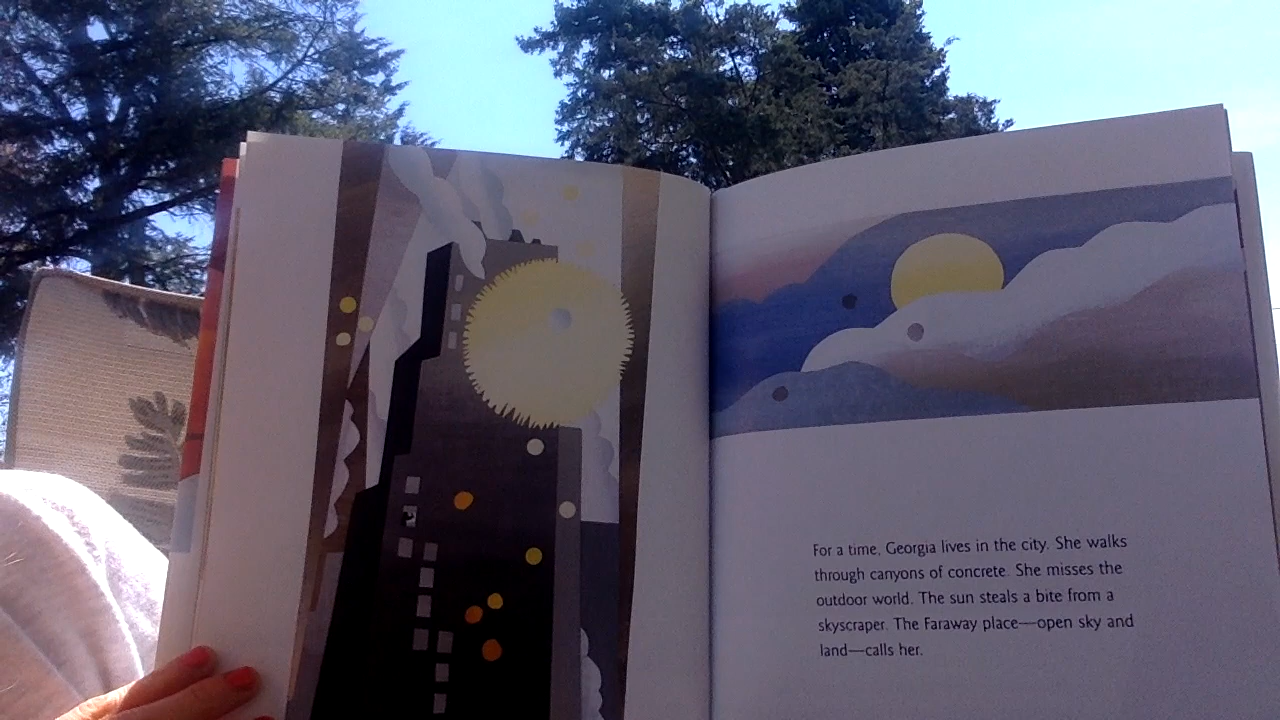 For a time, Georgia lives in the city. She walks
through canyons of concrete. She misses the
outdoor world. The sun steals a bite from a
skyscraper. The Faraway place—open sky and
land—calls her.